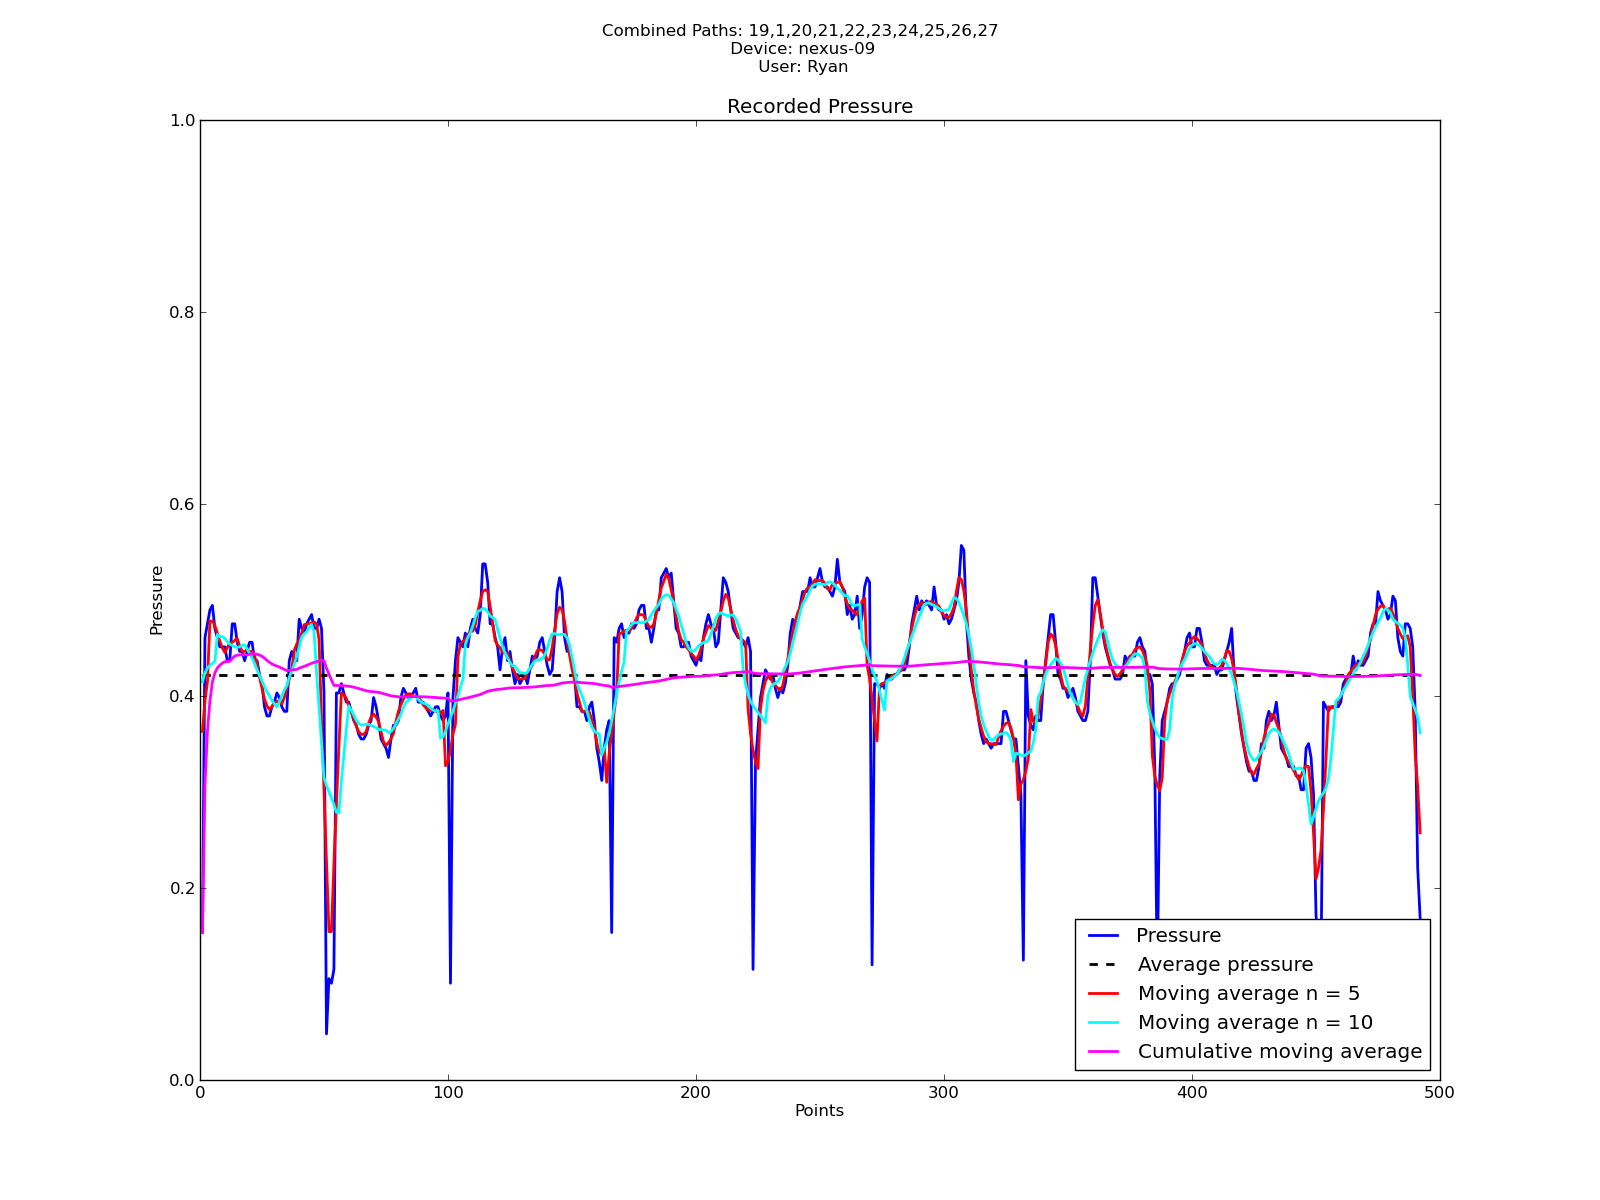 Combined Paths: 19,1,20,21,22,23,24,25,26,27
Device: nexus-09
User: Ryan
Recorded Pressure
1.0
0.8
0.6
0.4
0.2
0.0
Pressure
0
100
200
300
400
500
Points
Pressure
Average pressure
Moving average n = 5
Moving average n = 10
Cumulative moving average